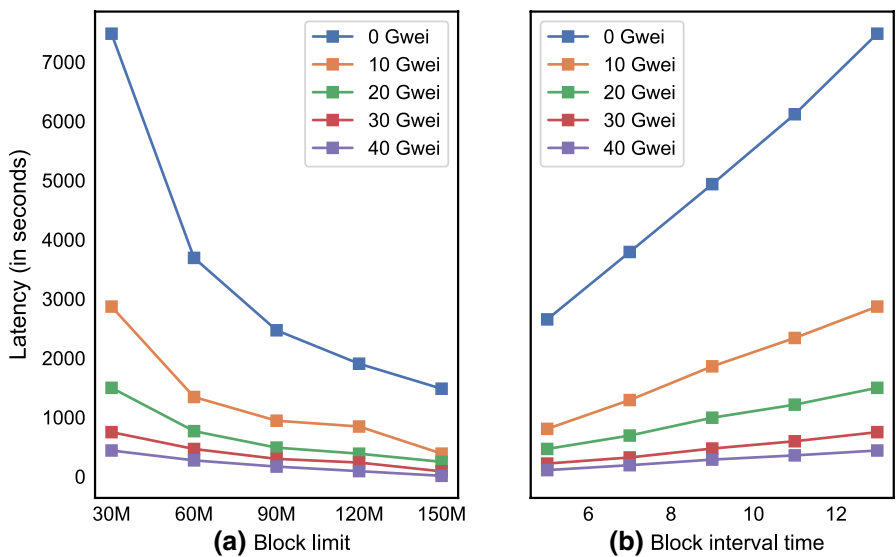 Latency (in seconds)
7000
6000
5000
4000
3000
2000
1000
0
0 Gwei
10 Gwei
20 Gwei
30 Gwei
40 Gwei
30M 60M 90M 120M 150M
(a) Block limit
0 Gwei
10 Gwei
20 Gwei
30 Gwei
40 Gwei
6 8 10 12
(b) Block interval time